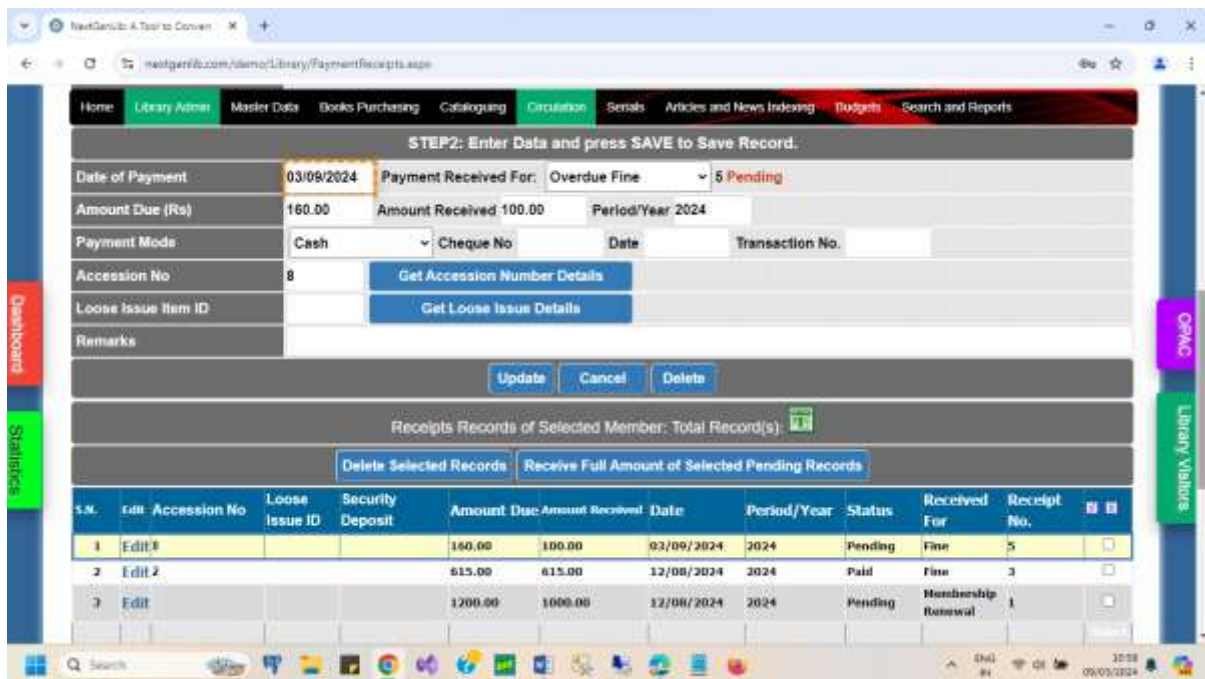 NextGenLib: A Tool to Conver
nextgenlib.com/demo/Library/PaymentReceipts.aspx
Home Library Admin Master Data Books Purchasing Cataloguing Circulation Serials Articles and News Indexing Budgets Search and Reports
STEP2: Enter Data and press SAVE to Save Record.
Date of Payment 03/09/2024 Payment Received For: Overdue Fine 5 Pending
Amount Due (Rs) 160.00 Amount Received 100.00 Period/Year 2024
Payment Mode Cash Cheque No Date Transaction No.
Accession No 8 Get Accession Number Details
Loose Issue Item ID Get Loose Issue Details
Remarks
Update Cancel Delete
Receipts Records of Selected Member: Total Record(s):
Delete Selected Records Receive Full Amount of Selected Pending Records
S.N. Edit Accession No Loose Issue ID Security Deposit Amount Due Amount Received Date Period/Year Status Received For Receipt No.
1 Edit 8 160.00 100.00 03/09/2024 2024 Pending Fine 5
2 Edit 2 615.00 615.00 12/08/2024 2024 Paid Fine 3
3 Edit 1200.00 1000.00 12/08/2024 2024 Pending Membership Renewal 1
Dashboard
Statistics
OPAC
Library Visitors
Search
ENG
IN
10:58